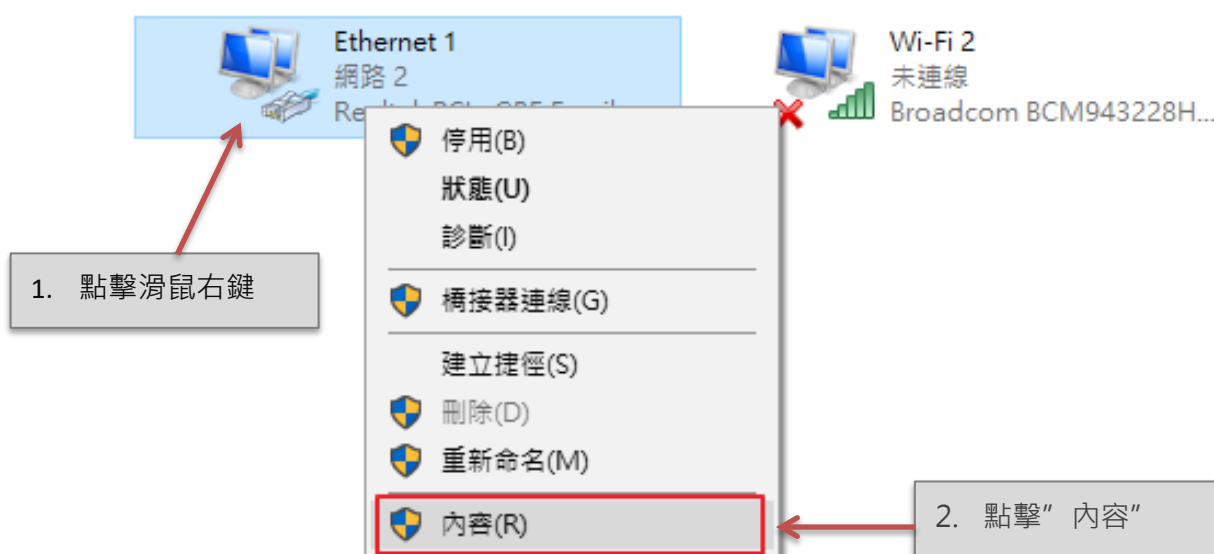 Ethernet 1
網路 2
Wi-Fi 2
未連線
Broadcom BCM943228H...
停用(B)
狀態(U)
診斷(I)
橋接器連線(G)
建立捷徑(S)
刪除(D)
重新命名(M)
內容(R)
1. 點擊滑鼠右鍵
2. 點擊”內容”